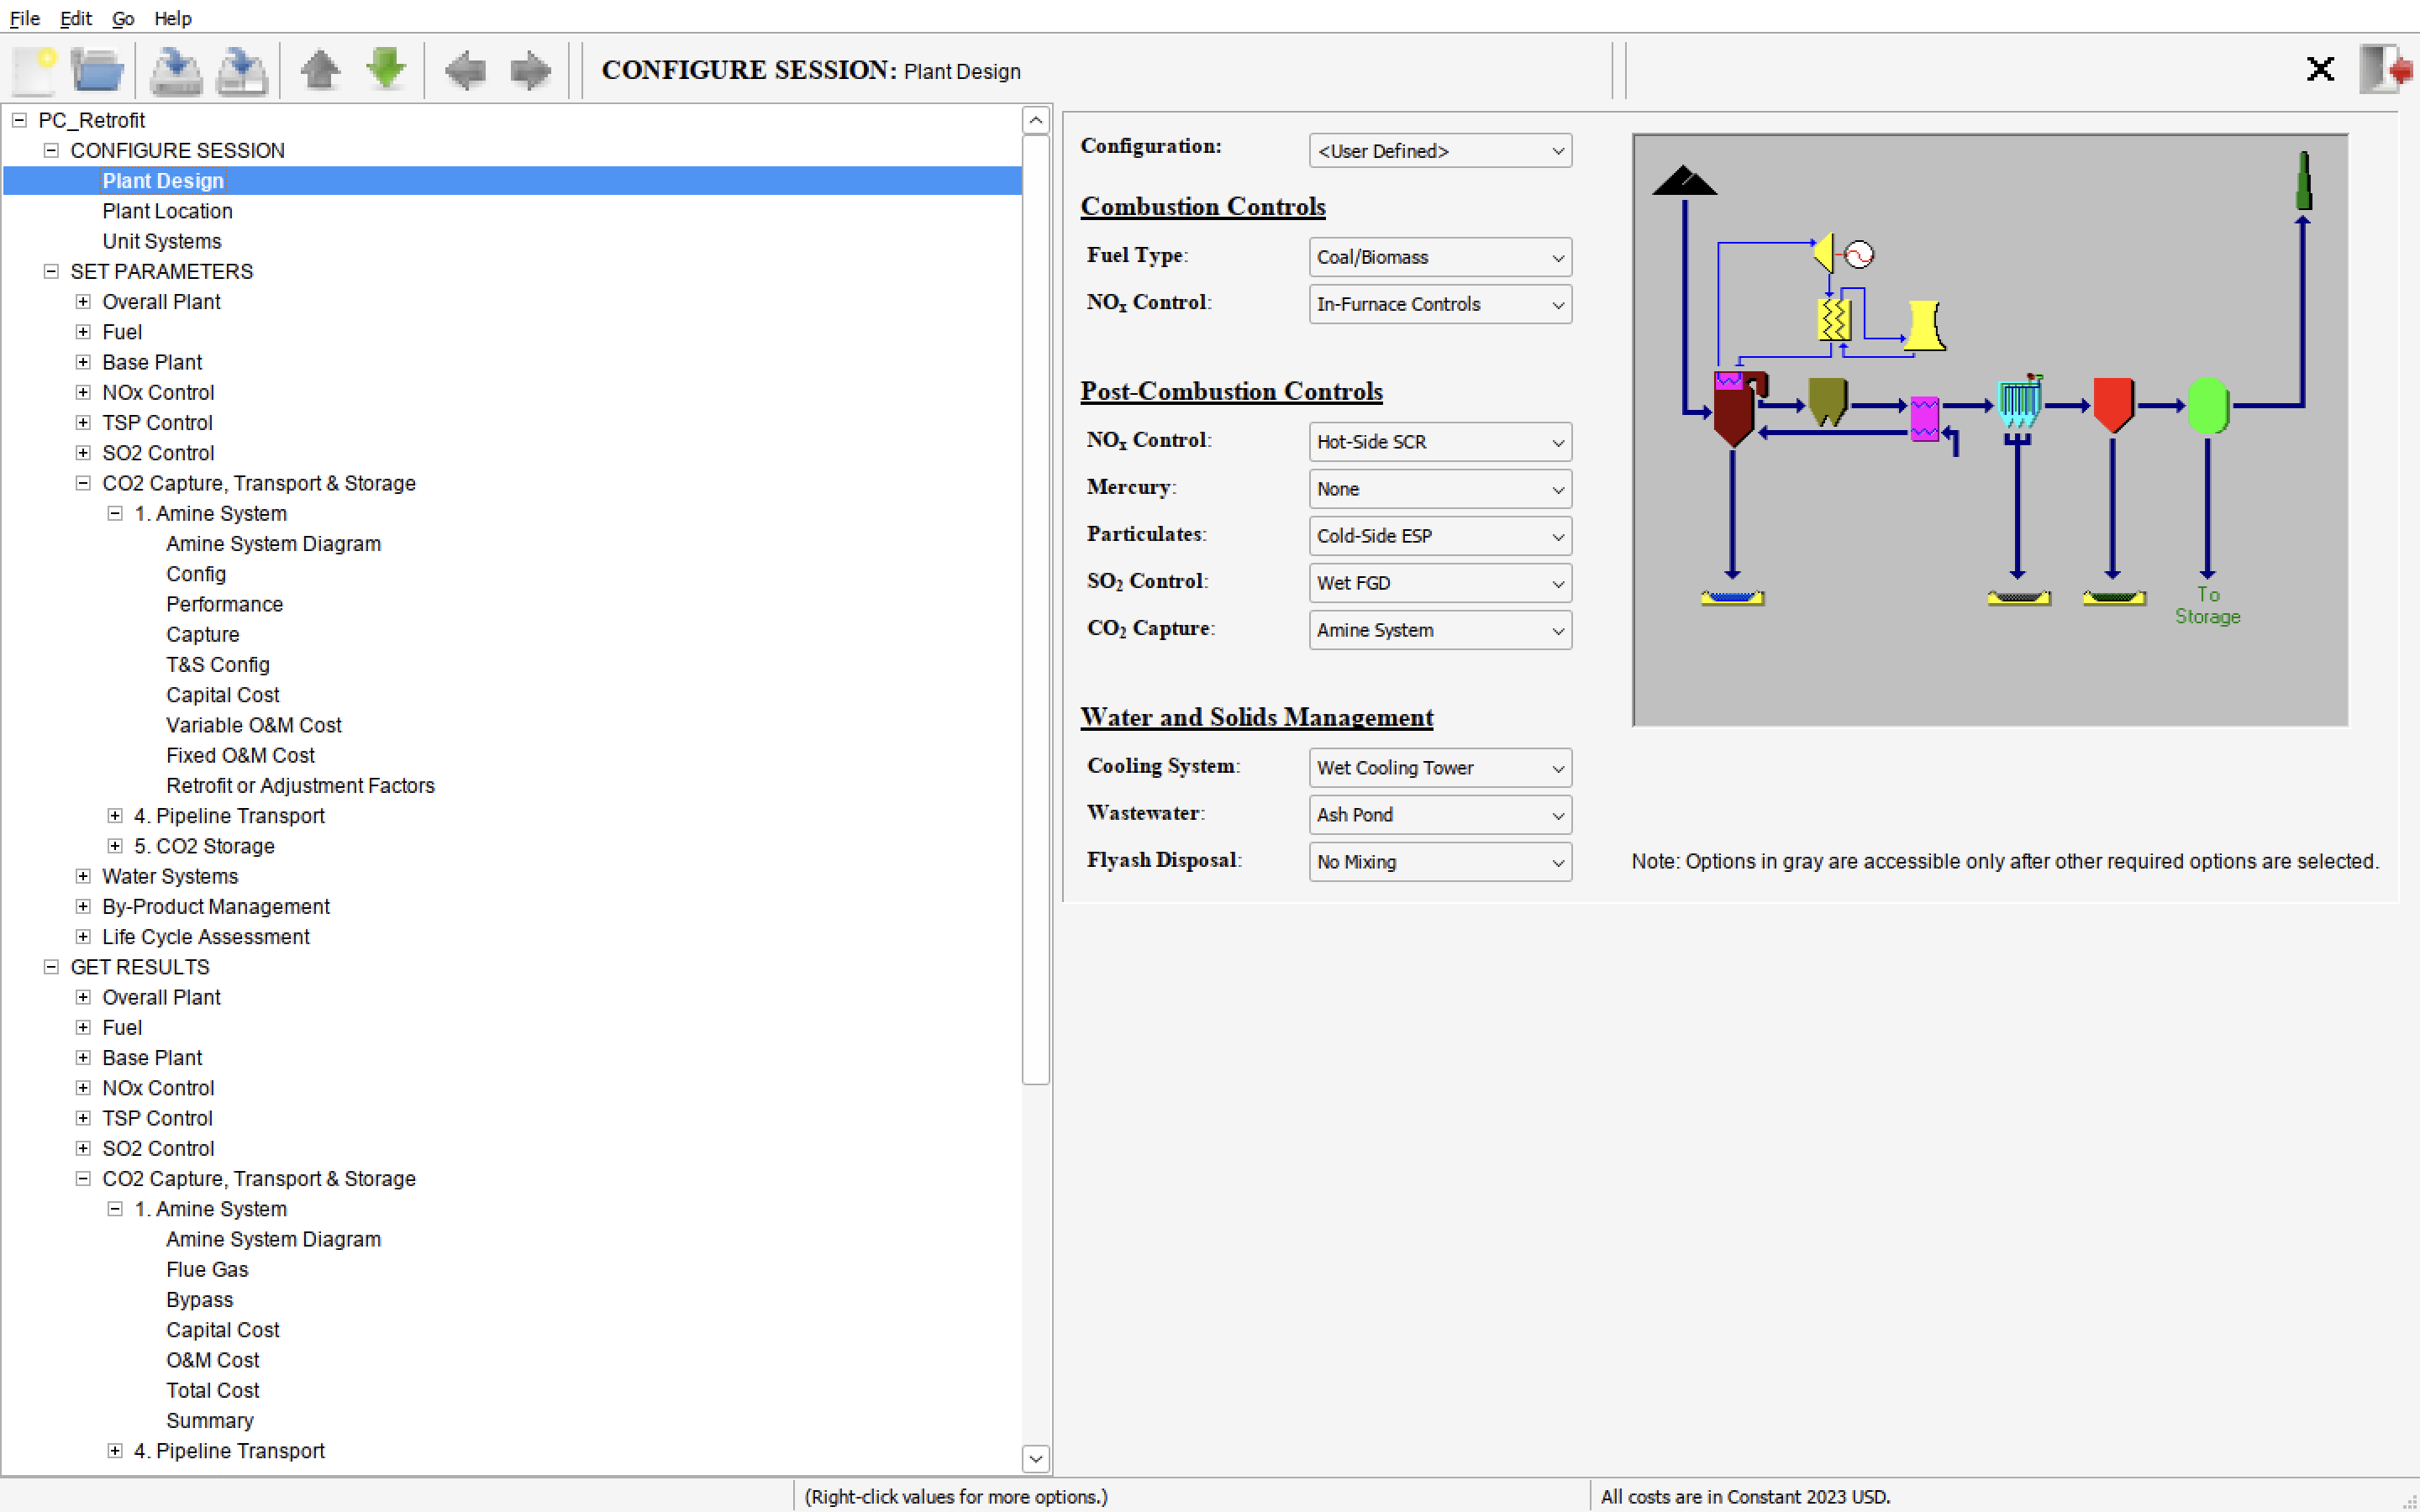 File Edit Go Help
CONFIGURE SESSION: Plant Design
PC_Retrofit
CONFIGURE SESSION
Plant Design
Plant Location
Unit Systems
SET PARAMETERS
Overall Plant
Fuel
Base Plant
NOx Control
TSP Control
SO2 Control
CO2 Capture, Transport & Storage
1. Amine System
Amine System Diagram
Config
Performance
Capture
T&S Config
Capital Cost
Variable O&M Cost
Fixed O&M Cost
Retrofit or Adjustment Factors
4. Pipeline Transport
5. CO2 Storage
Water Systems
By-Product Management
Life Cycle Assessment
GET RESULTS
Overall Plant
Fuel
Base Plant
NOx Control
TSP Control
SO2 Control
CO2 Capture, Transport & Storage
1. Amine System
Amine System Diagram
Flue Gas
Bypass
Capital Cost
O&M Cost
Total Cost
Summary
4. Pipeline Transport
Configuration: <User Defined>
Combustion Controls
Fuel Type: Coal/Biomass
NOx Control: In-Furnace Controls
Post-Combustion Controls
NOx Control: Hot-Side SCR
Mercury: None
Particulates: Cold-Side ESP
SO2 Control: Wet FGD
CO2 Capture: Amine System
Water and Solids Management
Cooling System: Wet Cooling Tower
Wastewater: Ash Pond
Flyash Disposal: No Mixing
To
Storage
Note: Options in gray are accessible only after other required options are selected.
(Right-click values for more options.)
All costs are in Constant 2023 USD.